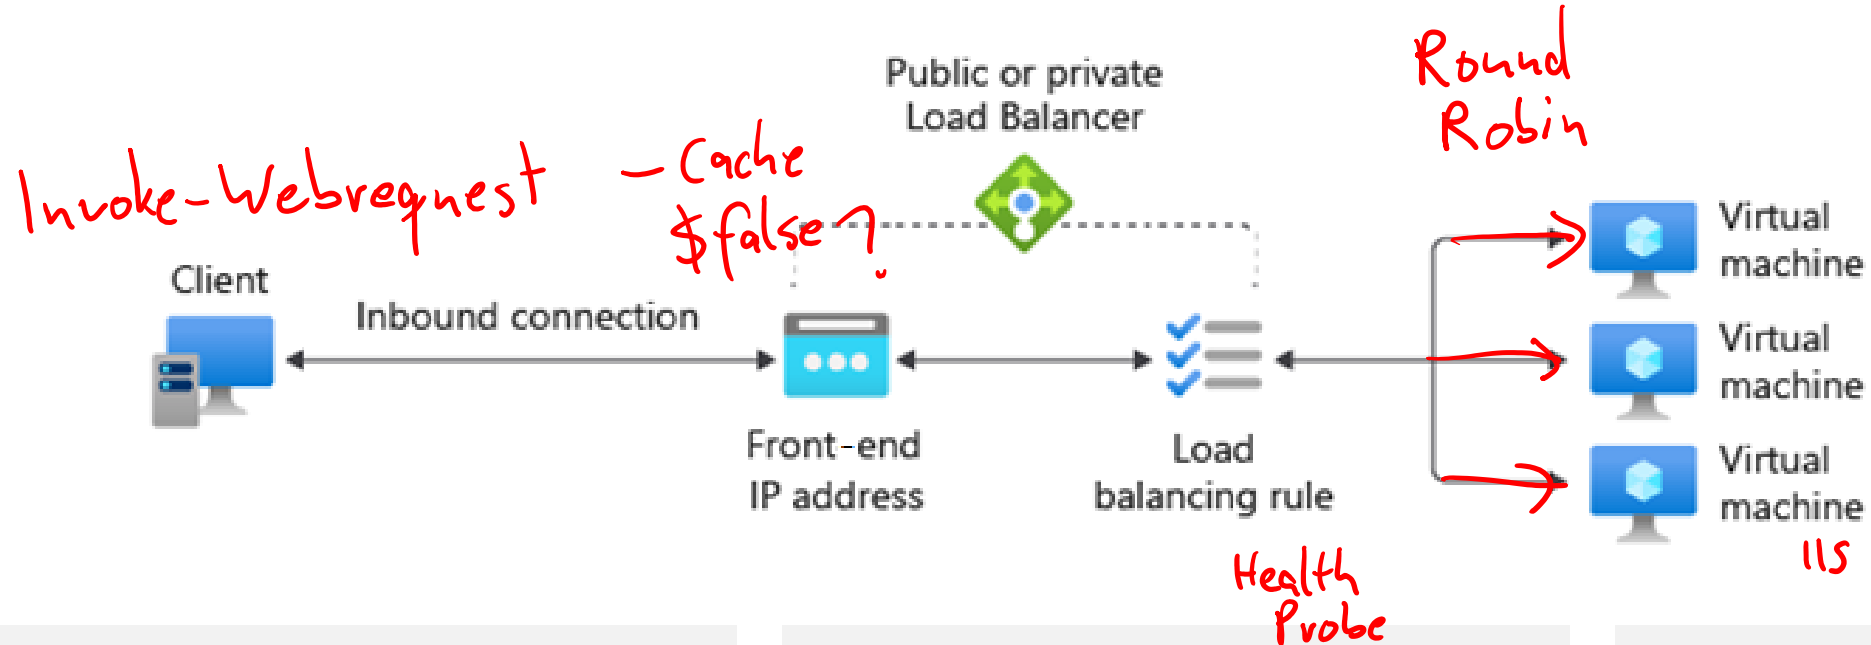 Public or private
Load Balancer
Round
Robin
Invoke-Webrequest
- Cache
$false?
Client
Inbound connection
Virtual
machine
Virtual
machine
Virtual
machine
Front-end
IP address
Load
balancing rule
IIS
Health
Probe